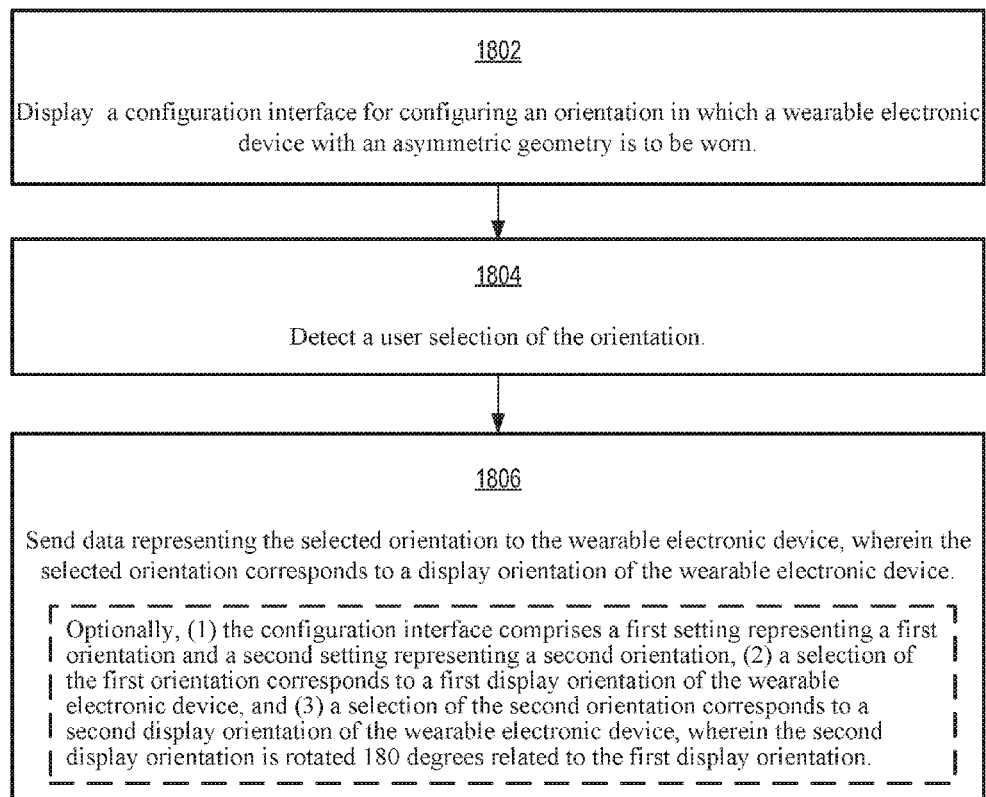 1802
Display a configuration interface for configuring an orientation in which a wearable electronic
device with an asymmetric geometry is to be worn.
1804
Detect a user selection of the orientation.
1806
Send data representing the selected orientation to the wearable electronic device, wherein the
selected orientation corresponds to a display orientation of the wearable electronic device.
Optionally, (1) the configuration interface comprises a first setting representing a first
orientation and a second setting representing a second orientation, (2) a selection of
the first orientation corresponds to a first display orientation of the wearable
electronic device, and (3) a selection of the second orientation corresponds to a
second display orientation of the wearable electronic device, wherein the second
display orientation is rotated 180 degrees related to the first display orientation.